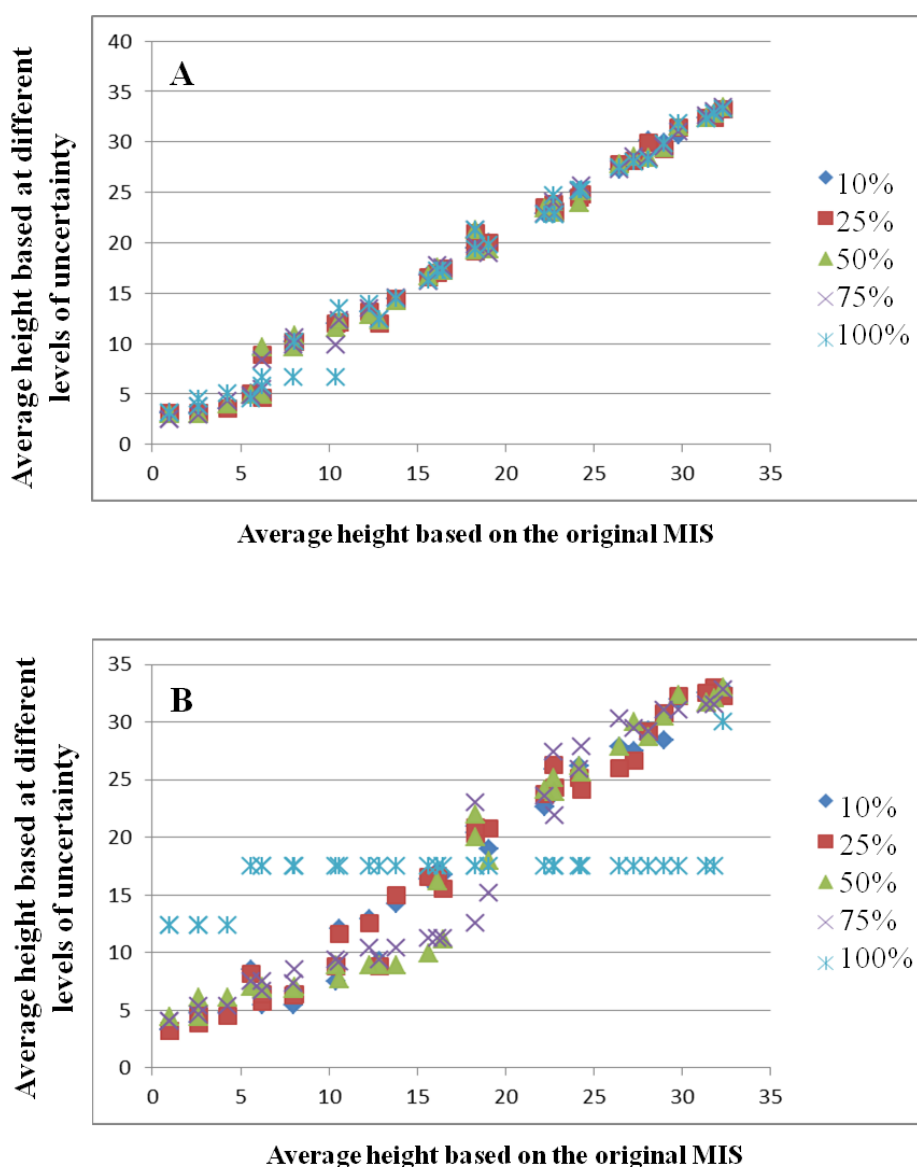 A
Average height based at different
levels of uncertainty
40
35
30
25
20
15
10
5
0
0 5 10 15 20 25 30 35
Average height based on the original MIS
10%
25%
50%
75%
100%
B
Average height based at different
levels of uncertainty
35
30
25
20
15
10
5
0
0 5 10 15 20 25 30 35
Average height based on the original MIS
10%
25%
50%
75%
100%